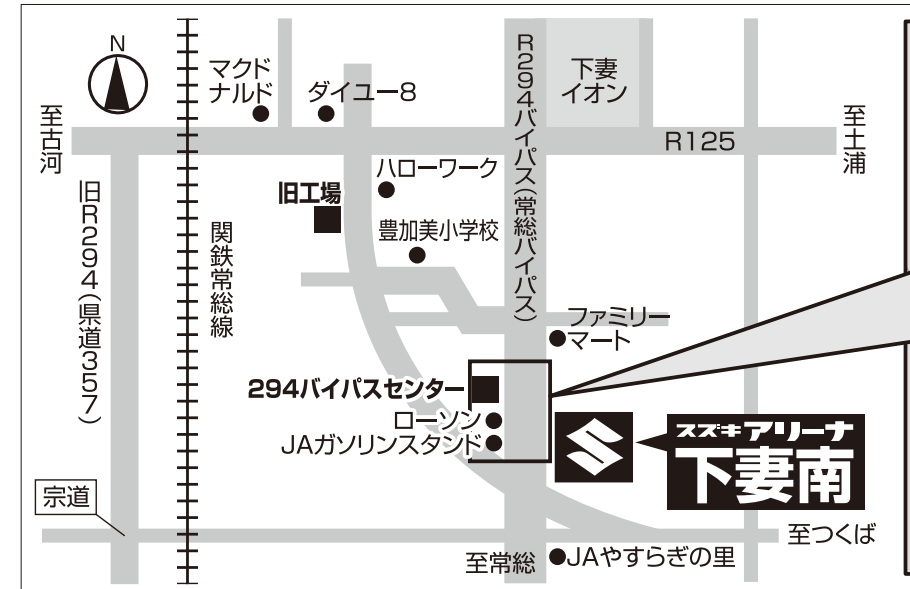 N
マクド
ナルド
ダイユー8
R294バイパス(常総バイパス)
下妻
イオン
至古河
至土浦
R125
ハローワーク
旧工場
豊加美小学校
旧R294(県道357)
関鉄常総線
ファミリー
マート
294バイパスセンター
ローソン
JAガソリンスタンド
スズキアリーナ
下妻南
宗道
至つくば
至常総
JAやすらぎの里